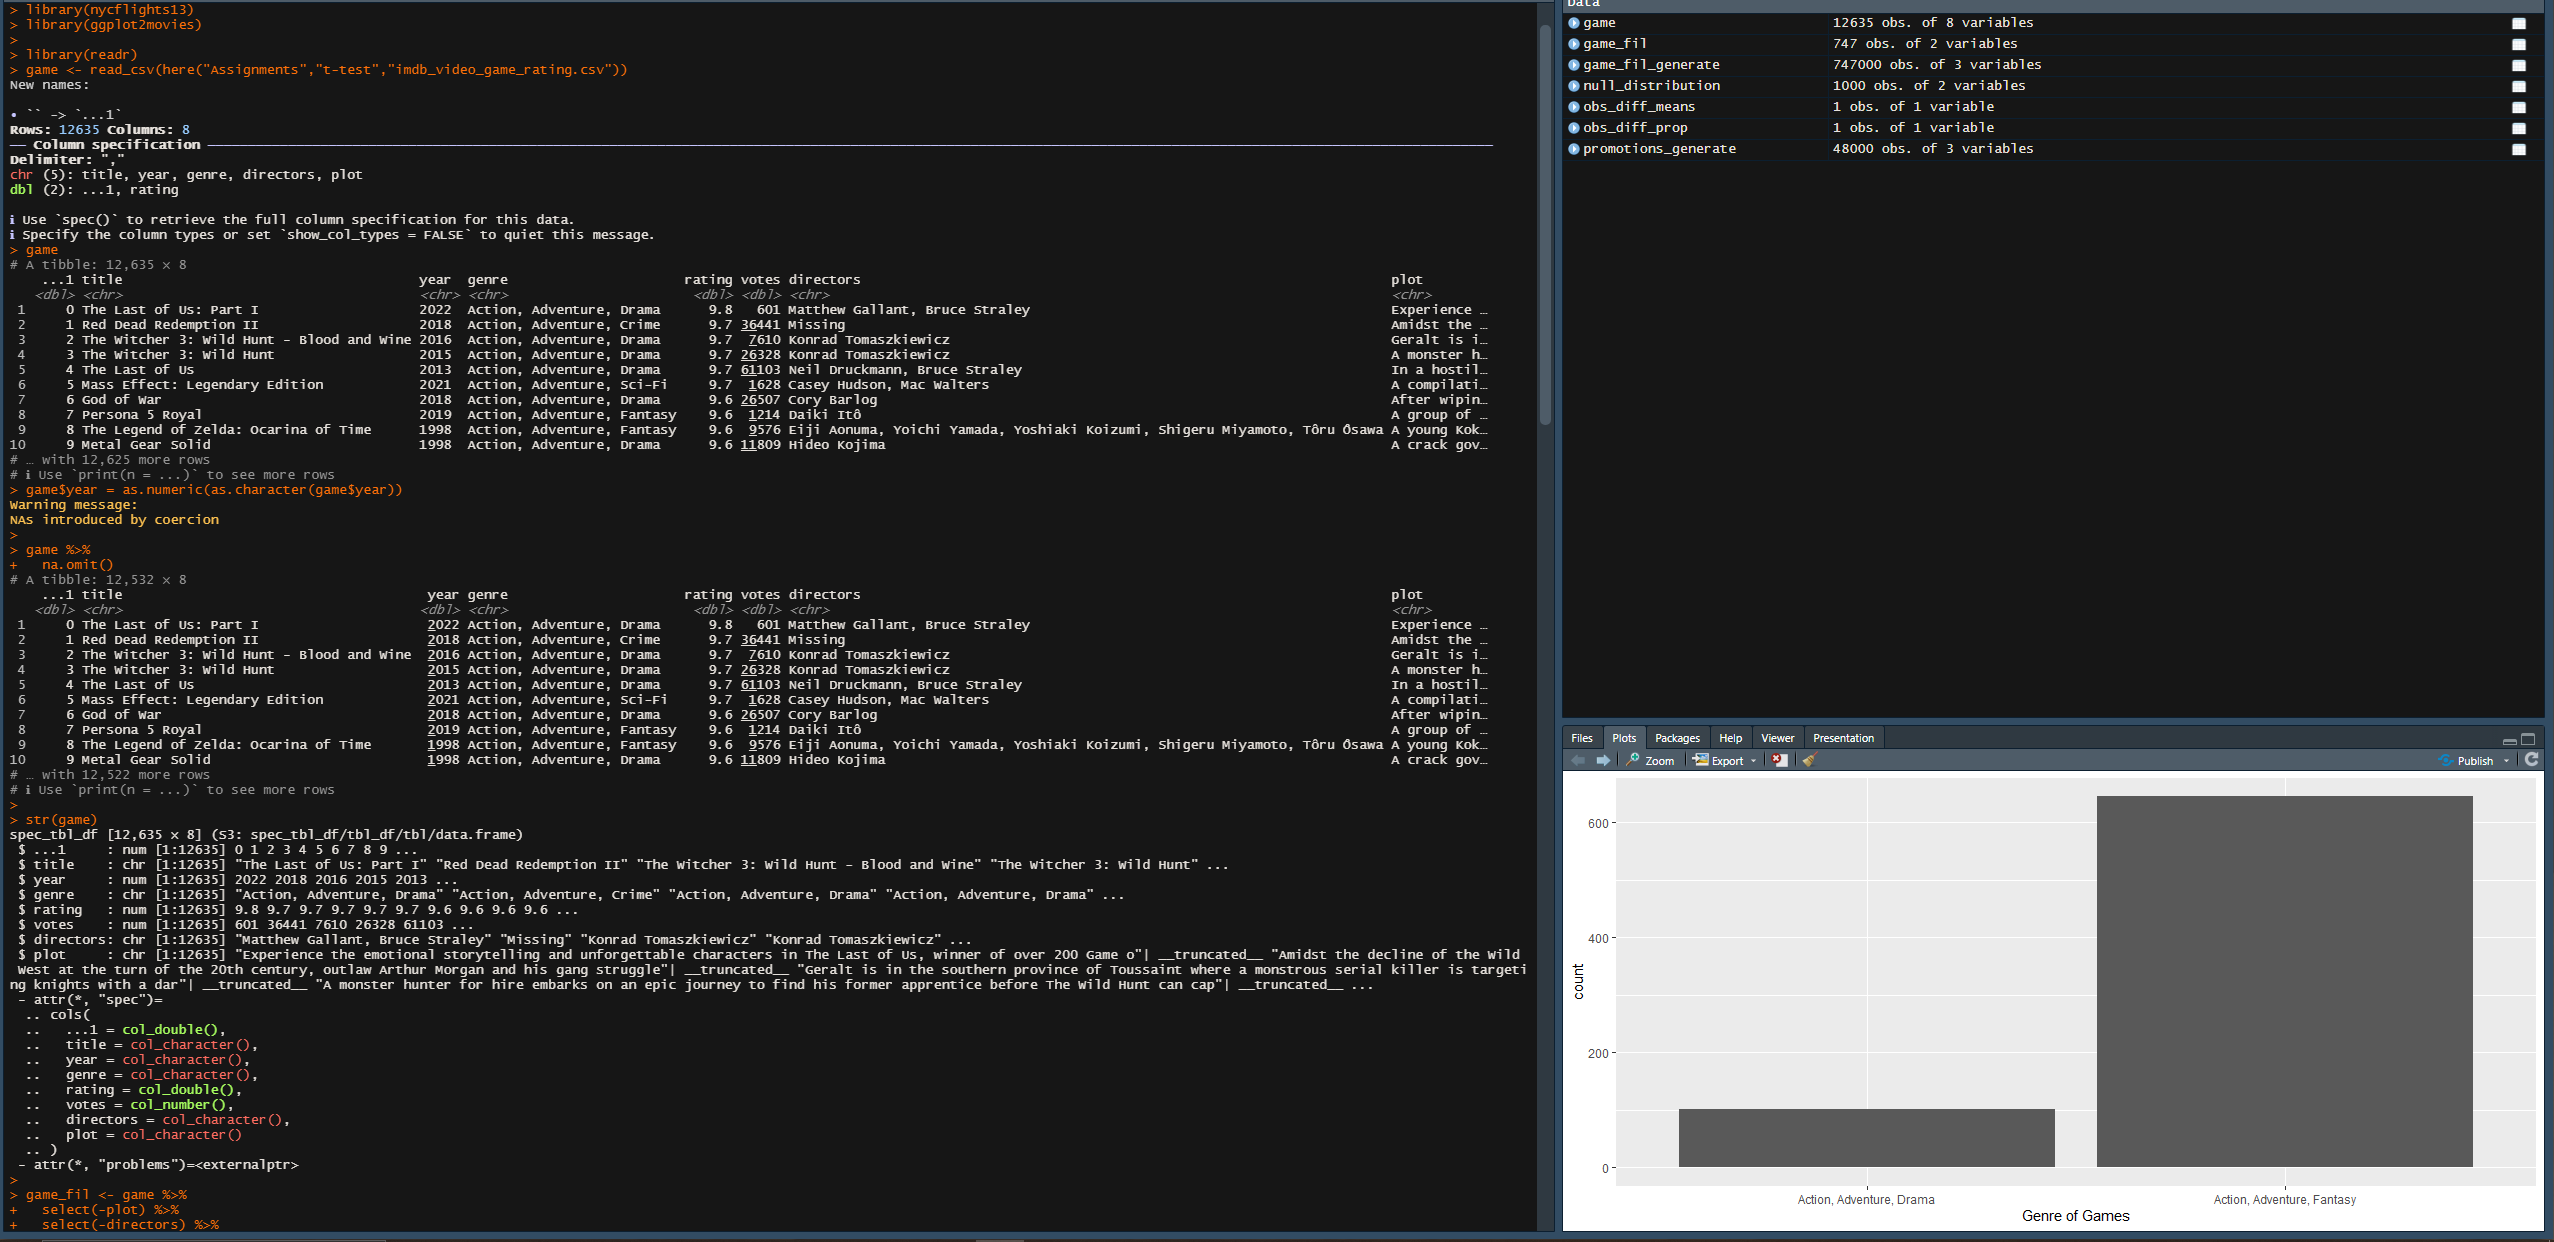 > library(nycflights13)
> library(ggplot2movies)
>
> library(readr)
> game <- read_csv(here("Assignments","t-test","imdb_video_game_rating.csv"))
New names:
• `` -> `...1`
Rows: 12635 Columns: 8
── Column specification ──
Delimiter: ","
chr (5): title, year, genre, directors, plot
dbl (2): ...1, rating
ℹ Use `spec()` to retrieve the full column specification for this data.
ℹ Specify the column types or set `show_col_types = FALSE` to quiet this message.
> game
# A tibble: 12,635 × 8
...1 title year genre rating votes directors plot
<dbl> <chr> <chr> <chr> <dbl> <dbl> <chr> <chr>
1 0 The Last of Us: Part I 2022 Action, Adventure, Drama 9.8 601 Matthew Gallant, Bruce Straley Experience …
2 1 Red Dead Redemption II 2018 Action, Adventure, Crime 9.7 36441 Missing Amidst the …
3 2 The Witcher 3: Wild Hunt - Blood and Wine 2016 Action, Adventure, Drama 9.7 7610 Konrad Tomaszkiewicz Geralt is i…
4 3 The Witcher 3: Wild Hunt 2015 Action, Adventure, Drama 9.7 26328 Konrad Tomaszkiewicz A monster h…
5 4 The Last of Us 2013 Action, Adventure, Drama 9.7 61103 Neil Druckmann, Bruce Straley In a hostil…
6 5 Mass Effect: Legendary Edition 2021 Action, Adventure, Sci-Fi 9.7 1628 Casey Hudson, Mac Walters A compilati…
7 6 God of War 2018 Action, Adventure, Drama 9.6 26507 Cory Barlog After wipin…
8 7 Persona 5 Royal 2019 Action, Adventure, Fantasy 9.6 1214 Daiki Itô A group of …
9 8 The Legend of Zelda: Ocarina of Time 1998 Action, Adventure, Fantasy 9.6 9576 Eiji Aonuma, Yoichi Yamada, Yoshiaki Koizumi, Shigeru Miyamoto, Tôru Ôsawa A young Kok…
10 9 Metal Gear Solid 1998 Action, Adventure, Drama 9.6 11809 Hideo Kojima A crack gov…
# … with 12,625 more rows
# ℹ Use `print(n = ...)` to see more rows
> game$year = as.numeric(as.character(game$year))
Warning message:
NAs introduced by coercion
>
> game %>%
+ na.omit()
# A tibble: 12,532 × 8
...1 title year genre rating votes directors plot
<dbl> <chr> <dbl> <chr> <dbl> <dbl> <chr> <chr>
1 0 The Last of Us: Part I 2022 Action, Adventure, Drama 9.8 601 Matthew Gallant, Bruce Straley Experience …
2 1 Red Dead Redemption II 2018 Action, Adventure, Crime 9.7 36441 Missing Amidst the …
3 2 The Witcher 3: Wild Hunt - Blood and Wine 2016 Action, Adventure, Drama 9.7 7610 Konrad Tomaszkiewicz Geralt is i…
4 3 The Witcher 3: Wild Hunt 2015 Action, Adventure, Drama 9.7 26328 Konrad Tomaszkiewicz A monster h…
5 4 The Last of Us 2013 Action, Adventure, Drama 9.7 61103 Neil Druckmann, Bruce Straley In a hostil…
6 5 Mass Effect: Legendary Edition 2021 Action, Adventure, Sci-Fi 9.7 1628 Casey Hudson, Mac Walters A compilati…
7 6 God of War 2018 Action, Adventure, Drama 9.6 26507 Cory Barlog After wipin…
8 7 Persona 5 Royal 2019 Action, Adventure, Fantasy 9.6 1214 Daiki Itô A group of …
9 8 The Legend of Zelda: Ocarina of Time 1998 Action, Adventure, Fantasy 9.6 9576 Eiji Aonuma, Yoichi Yamada, Yoshiaki Koizumi, Shigeru Miyamoto, Tôru Ôsawa A young Kok…
10 9 Metal Gear Solid 1998 Action, Adventure, Drama 9.6 11809 Hideo Kojima A crack gov…
# … with 12,522 more rows
# ℹ Use `print(n = ...)` to see more rows
>
> str(game)
spec_tbl_df [12,635 × 8] (S3: spec_tbl_df/tbl_df/tbl/data.frame)
$ ...1 : num [1:12635] 0 1 2 3 4 5 6 7 8 9 ...
$ title : chr [1:12635] "The Last of Us: Part I" "Red Dead Redemption II" "The Witcher 3: Wild Hunt - Blood and Wine" "The Witcher 3: Wild Hunt" ...
$ year : num [1:12635] 2022 2018 2016 2015 2013 ...
$ genre : chr [1:12635] "Action, Adventure, Drama" "Action, Adventure, Crime" "Action, Adventure, Drama" "Action, Adventure, Drama" ...
$ rating : num [1:12635] 9.8 9.7 9.7 9.7 9.7 9.7 9.6 9.6 9.6 9.6 ...
$ votes : num [1:12635] 601 36441 7610 26328 61103 ...
$ directors: chr [1:12635] "Matthew Gallant, Bruce Straley" "Missing" "Konrad Tomaszkiewicz" "Konrad Tomaszkiewicz" ...
$ plot : chr [1:12635] "Experience the emotional storytelling and unforgettable characters in The Last of Us, winner of over 200 Game o"| __truncated__ "Amidst the decline of the Wild
West at the turn of the 20th century, outlaw Arthur Morgan and his gang struggle"| __truncated__ "Geralt is in the southern province of Toussaint where a monstrous serial killer is targeti
ng knights with a dar"| __truncated__ "A monster hunter for hire embarks on an epic journey to find his former apprentice before The Wild Hunt can cap"| __truncated__ ...
- attr(*, "spec")=
.. cols(
.. ...1 = col_double(),
.. title = col_character(),
.. year = col_character(),
.. genre = col_character(),
.. rating = col_double(),
.. votes = col_number(),
.. directors = col_character(),
.. plot = col_character()
.. )
- attr(*, "problems")=<externalptr>
>
> game_fil <- game %>%
+ select(-plot) %>%
+ select(-directors) %>%
Data
game 12635 obs. of 8 variables
game_fil 747 obs. of 2 variables
game_fil_generate 747000 obs. of 3 variables
null_distribution 1000 obs. of 2 variables
obs_diff_means 1 obs. of 1 variable
obs_diff_prop 1 obs. of 1 variable
promotions_generate 48000 obs. of 3 variables
Files Plots Packages Help Viewer Presentation
Zoom Export Publish
600
400
200
0
count
Action, Adventure, Drama Action, Adventure, Fantasy
Genre of Games